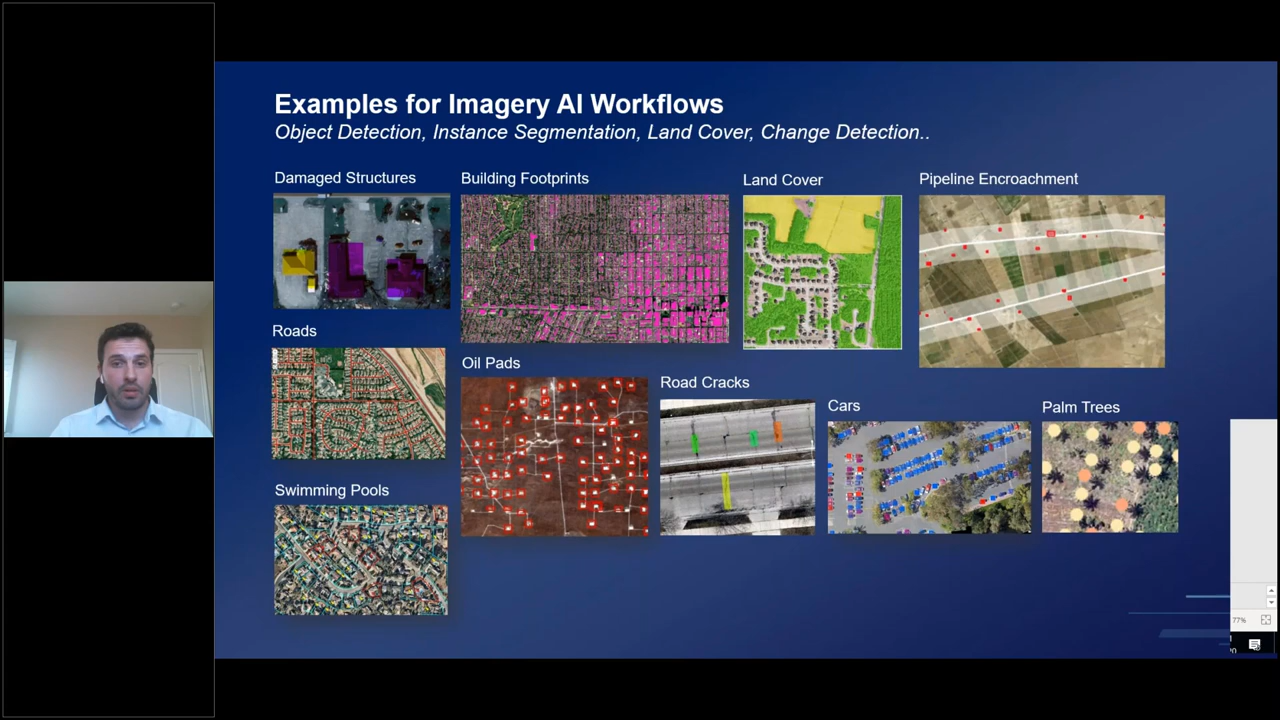 Examples for Imagery AI Workflows
Object Detection, Instance Segmentation, Land Cover, Change Detection..
Damaged Structures
Building Footprints
Land Cover
Pipeline Encroachment
Roads
Oil Pads
Road Cracks
Cars
Palm Trees
Swimming Pools
77%